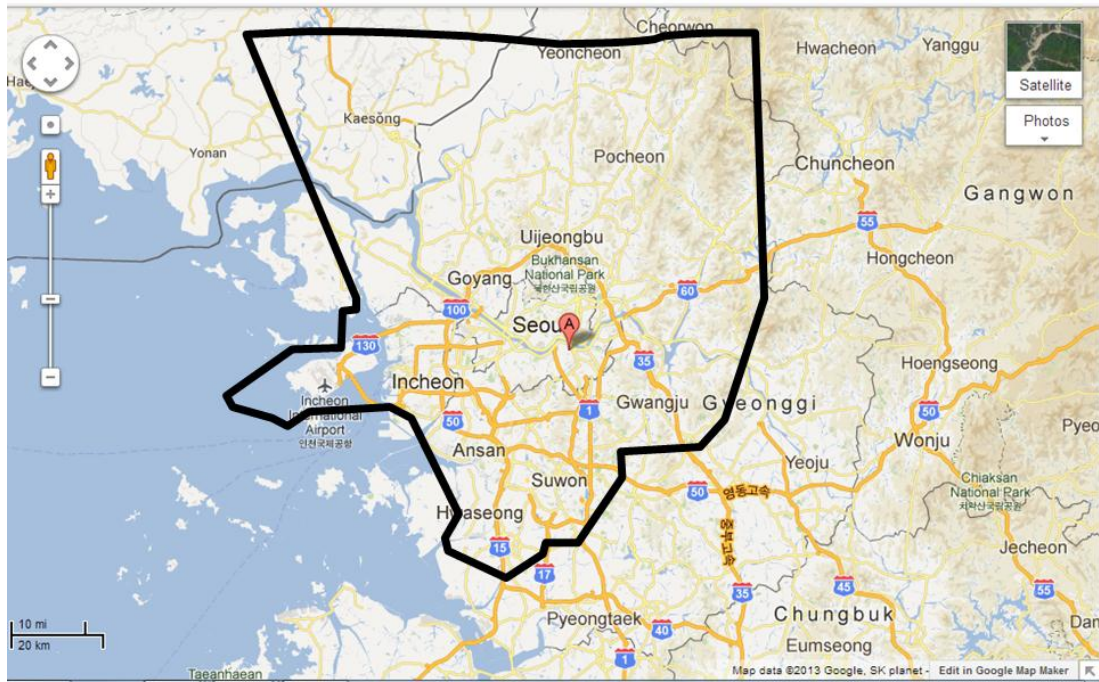 Cheorwon
Yeoncheon
Hwacheon
Yanggu
Satellite
Photos
Kaesŏng
Yonan
Pocheon
Chuncheon
Gangwon
55
Uijeongbu
Bukhansan
National Park
북한산국립공원
Hongcheon
Goyang
60
100
Seou
A
130
35
Hoengseong
Incheon
Gwangju
Gyeonggi
1
50
50
Incheon
International
Airport
인천국제공항
Ansan
Wonju
Pyeo
Yeoju
Suwon
Chiaksan
National Park
치악산국립공원
50
영동고속
Hwaseong
중부고속
15
Jecheon
17
35
45
55
Chungbuk
Pyeongtaek
40
Dan
10 mi
20 km
Eumseong
1
Taeanhaean
Map data ©2013 Google, SK planet -
Edit in Google Map Maker